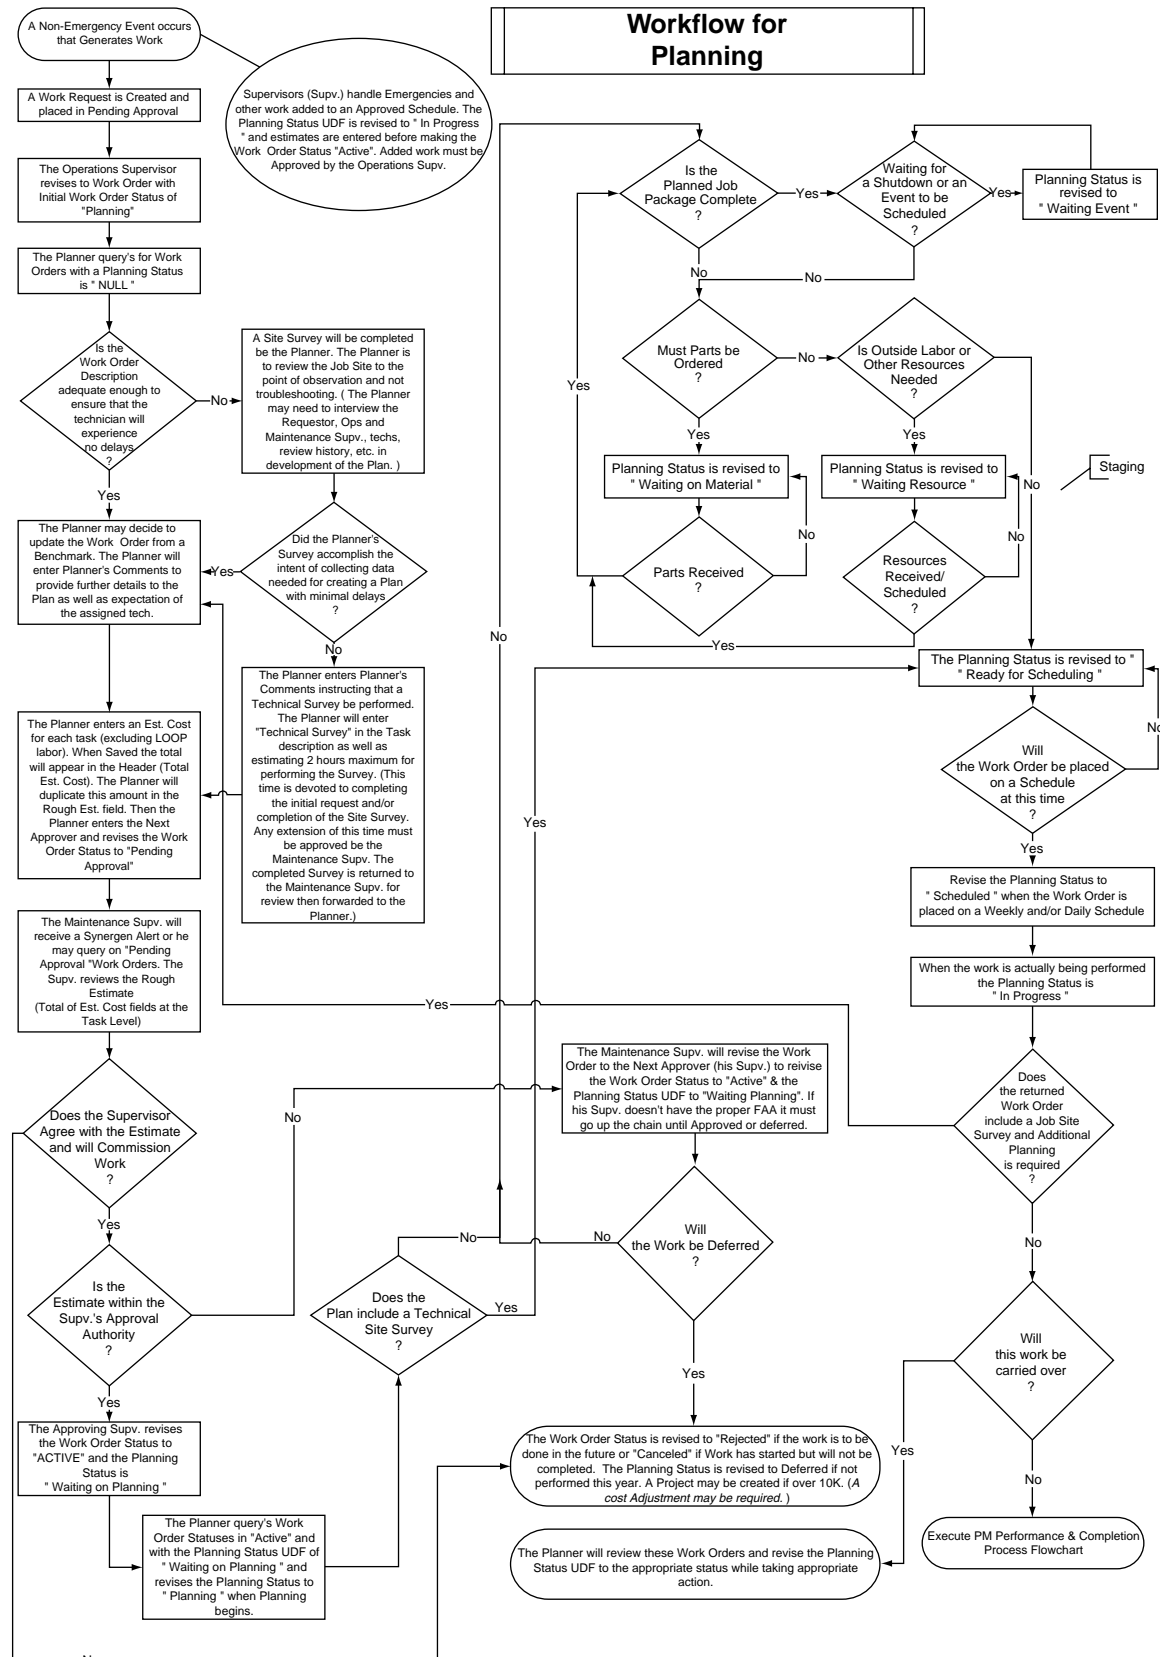 Workflow for
Planning
A Non-Emergency Event occurs
that Generates Work
Supervisors (Supv.) handle Emergencies and
other work added to an Approved Schedule. The
Planning Status UDF is revised to " In Progress
" and estimates are entered before making the
Work Order Status "Active". Added work must be
Approved by the Operations Supv.
A Work Request is Created and
placed in Pending Approval
The Operations Supervisor
revises to Work Order with
Initial Work Order Status of
"Planning"
The Planner query's for Work
Orders with a Planning Status
is " NULL "
Is the
Work Order
Description
adequate enough to
ensure that the
technician will
experience
no delays
?
No
Yes
A Site Survey will be completed
be the Planner. The Planner is
to review the Job Site to the
point of observation and not
troubleshooting. ( The Planner
may need to interview the
Requestor, Ops and
Maintenance Supv., techs,
review history, etc. in
development of the Plan. )
Did the Planner's
Survey accomplish the
intent of collecting data
needed for creating a Plan
with minimal delays
?
Yes
No
The Planner may decide to
update the Work Order from a
Benchmark. The Planner will
enter Planner's Comments to
provide further details to the
Plan as well as expectation of
the assigned tech.
The Planner enters Planner's
Comments instructing that a
Technical Survey be performed.
The Planner will enter
"Technical Survey" in the Task
description as well as
estimating 2 hours maximum for
performing the Survey. (This
time is devoted to completing
the initial request and/or
completion of the Site Survey.
Any extension of this time must
be approved be the
Maintenance Supv. The
completed Survey is returned to
the Maintenance Supv. for
review then forwarded to the
Planner.)
The Planner enters an Est. Cost
for each task (excluding LOOP
labor). When Saved the total
will appear in the Header (Total
Est. Cost). The Planner will
duplicate this amount in the
Rough Est. field. Then the
Planner enters the Next
Approver and revises the Work
Order Status to "Pending
Approval"
The Maintenance Supv. will
receive a Synergen Alert or he
may query on "Pending
Approval "Work Orders. The
Supv. reviews the Rough
Estimate
(Total of Est. Cost fields at the
Task Level)
Does the Supervisor
Agree with the Estimate
and will Commission
Work
?
Yes
Is the
Estimate within the
Supv.'s Approval
Authority
?
No
Yes
The Approving Supv. revises
the Work Order Status to
"ACTIVE" and the Planning
Status is
" Waiting on Planning "
The Planner query's Work
Order Statuses in "Active" and
with the Planning Status UDF of
" Waiting on Planning " and
revises the Planning Status to
" Planning " when Planning
begins.
Does the
Plan include a Technical
Site Survey
?
No
Yes
Yes
No
The Maintenance Supv. will revise the Work
Order to the Next Approver (his Supv.) to reivise
the Work Order Status to "Active" & the
Planning Status UDF to "Waiting Planning". If
his Supv. doesn't have the proper FAA it must
go up the chain until Approved or deferred.
Will
the Work be Deferred
?
No
Yes
The Work Order Status is revised to "Rejected" if the work is to be
done in the future or "Canceled" if Work has started but will not be
completed. The Planning Status is revised to Deferred if not
performed this year. A Project may be created if over 10K. (A
cost Adjustment may be required. )
The Planner will review these Work Orders and revise the Planning
Status UDF to the appropriate status while taking appropriate
action.
Is the
Planned Job
Package Complete
?
Yes
No
Waiting for
a Shutdown or an
Event to be
Scheduled
?
Yes
No
Planning Status is
revised to
" Waiting Event "
Must Parts be
Ordered
?
No
Yes
Is Outside Labor or
Other Resources
Needed
?
Yes
No
Planning Status is revised to
" Waiting on Material "
Planning Status is revised to
" Waiting Resource "
Staging
Parts Received
?
No
Yes
Resources
Received/
Scheduled
?
No
Yes
The Planning Status is revised to "
" Ready for Scheduling "
Will
the Work Order be placed
on a Schedule
at this time
?
No
Yes
Revise the Planning Status to
" Scheduled " when the Work Order is
placed on a Weekly and/or Daily Schedule
When the work is actually being performed
the Planning Status is
" In Progress "
Does
the returned
Work Order
include a Job Site
Survey and Additional
Planning
is required
?
Yes
No
Will
this work be
carried over
?
Yes
No
Execute PM Performance & Completion
Process Flowchart